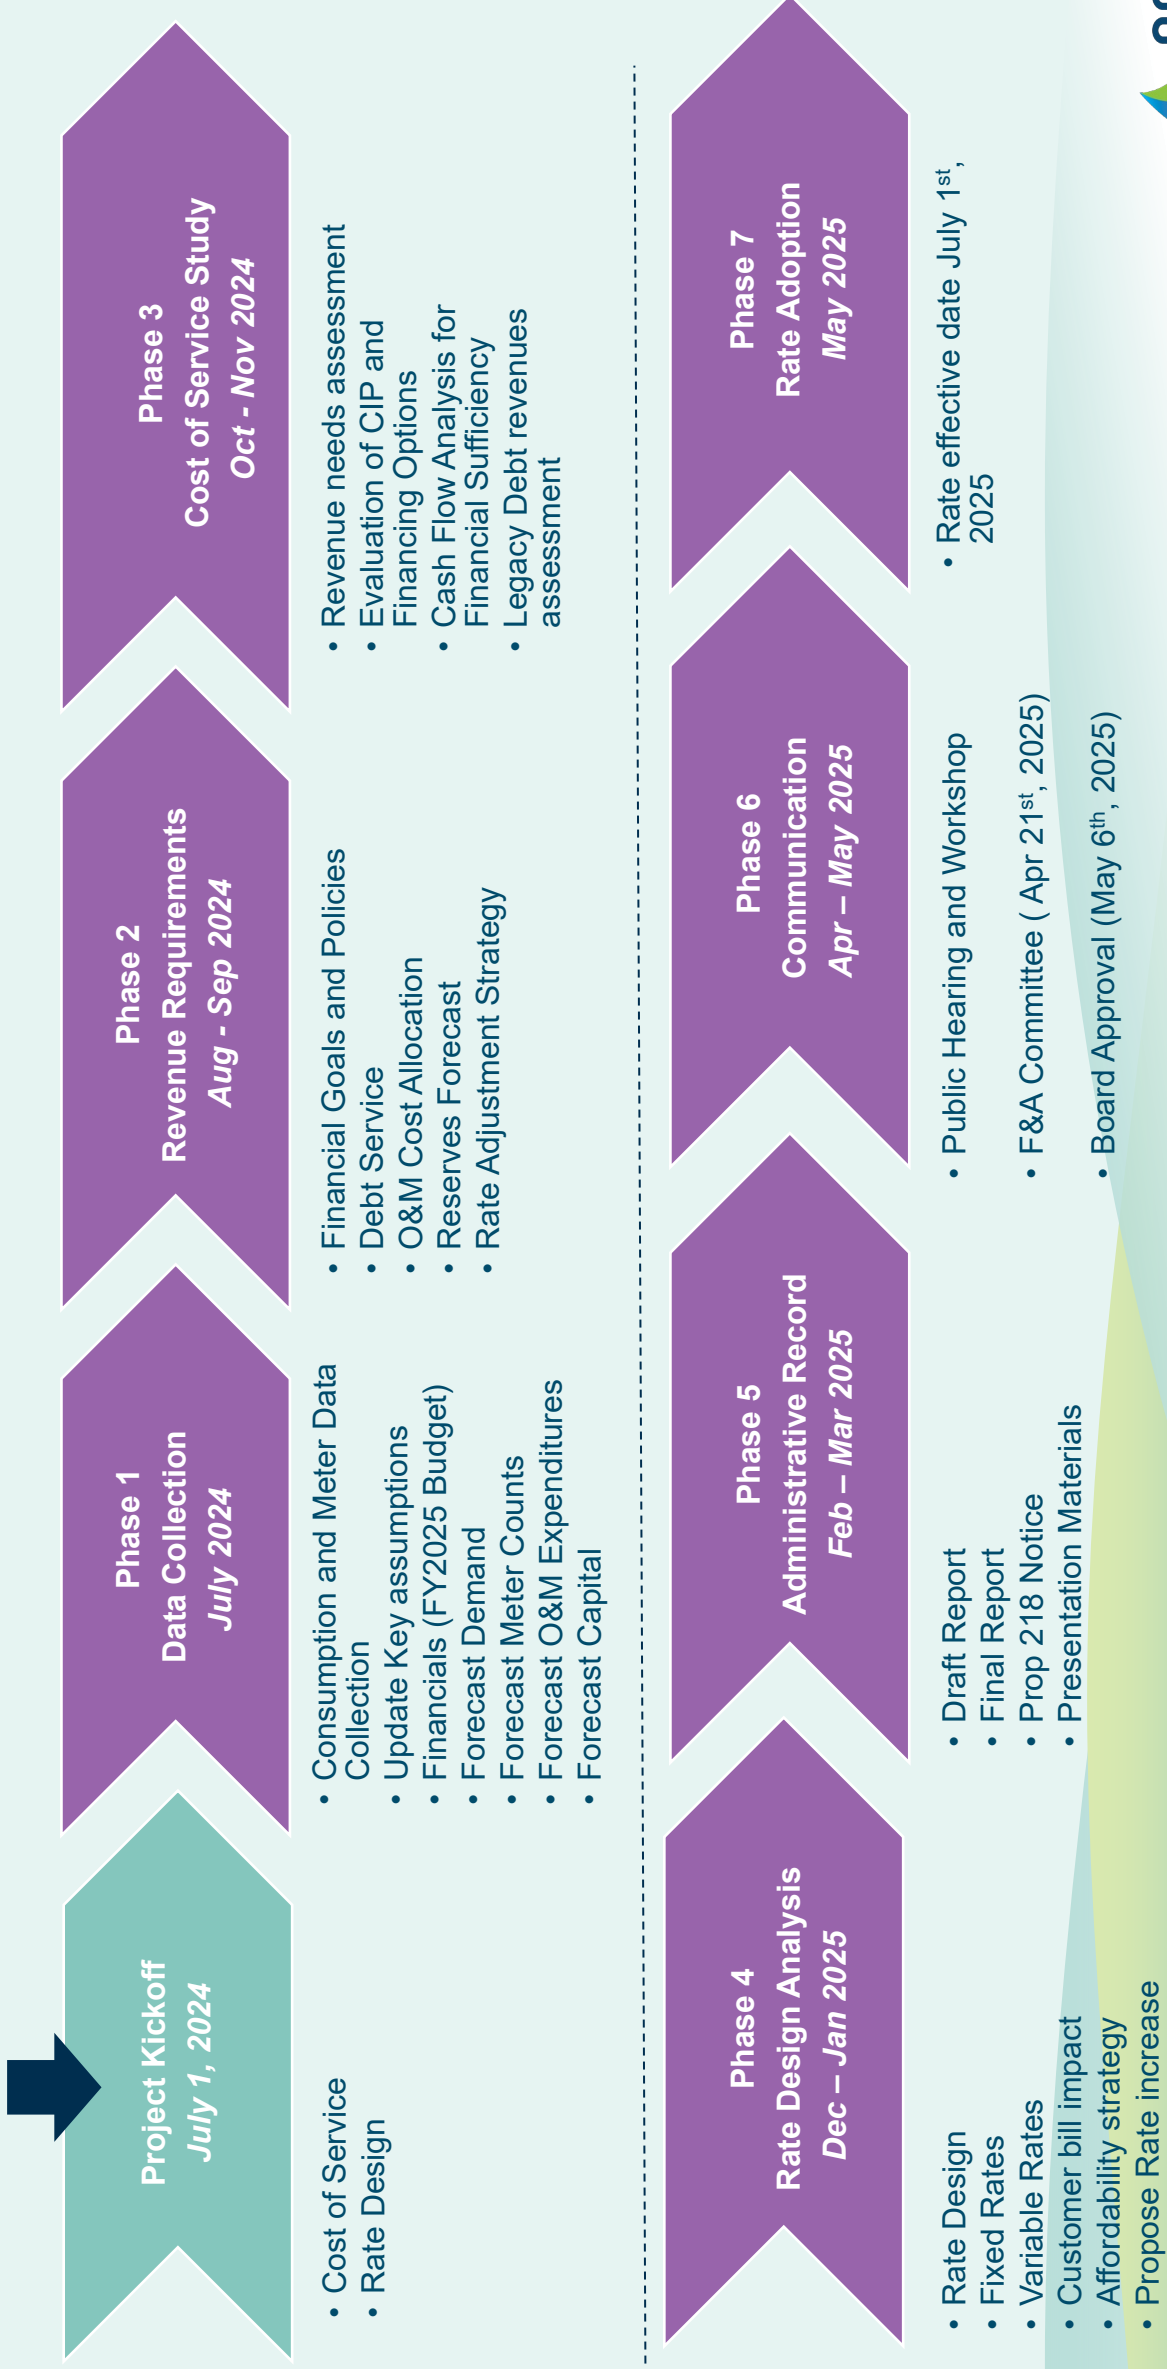 Project Kickoff
July 1, 2024
• Cost of Service
• Rate Design
Phase 1
Data Collection
July 2024
• Consumption and Meter Data
Collection
• Update Key assumptions
• Financials (FY2025 Budget)
• Forecast Demand
• Forecast Meter Counts
• Forecast O&M Expenditures
• Forecast Capital
Phase 2
Revenue Requirements
Aug - Sep 2024
• Financial Goals and Policies
• Debt Service
• O&M Cost Allocation
• Reserves Forecast
• Rate Adjustment Strategy
Phase 3
Cost of Service Study
Oct - Nov 2024
• Revenue needs assessment
• Evaluation of CIP and
Financing Options
• Cash Flow Analysis for
Financial Sufficiency
• Legacy Debt revenues
assessment
Phase 4
Rate Design Analysis
Dec – Jan 2025
• Rate Design
• Fixed Rates
• Variable Rates
• Customer bill impact
• Affordability strategy
• Propose Rate increase
Phase 5
Administrative Record
Feb – Mar 2025
• Draft Report
• Final Report
• Prop 218 Notice
• Presentation Materials
Phase 6
Communication
Apr – May 2025
• Public Hearing and Workshop
• F&A Committee ( Apr 21st, 2025)
• Board Approval (May 6th, 2025)
Phase 7
Rate Adoption
May 2025
• Rate effective date July 1st,
2025